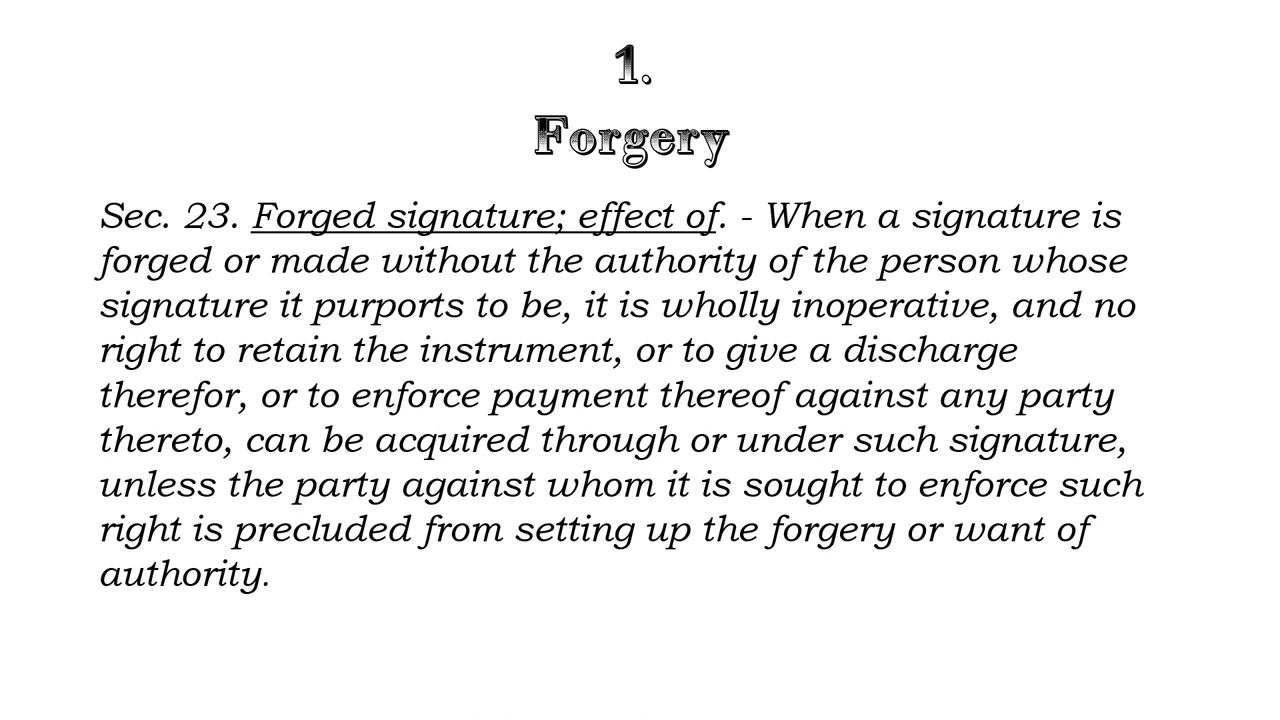 1.
Forgery
Sec. 23. Forged signature; effect of. - When a signature is
forged or made without the authority of the person whose
signature it purports to be, it is wholly inoperative, and no
right to retain the instrument, or to give a discharge
therefor, or to enforce payment thereof against any party
thereto, can be acquired through or under such signature,
unless the party against whom it is sought to enforce such
right is precluded from setting up the forgery or want of
authority.